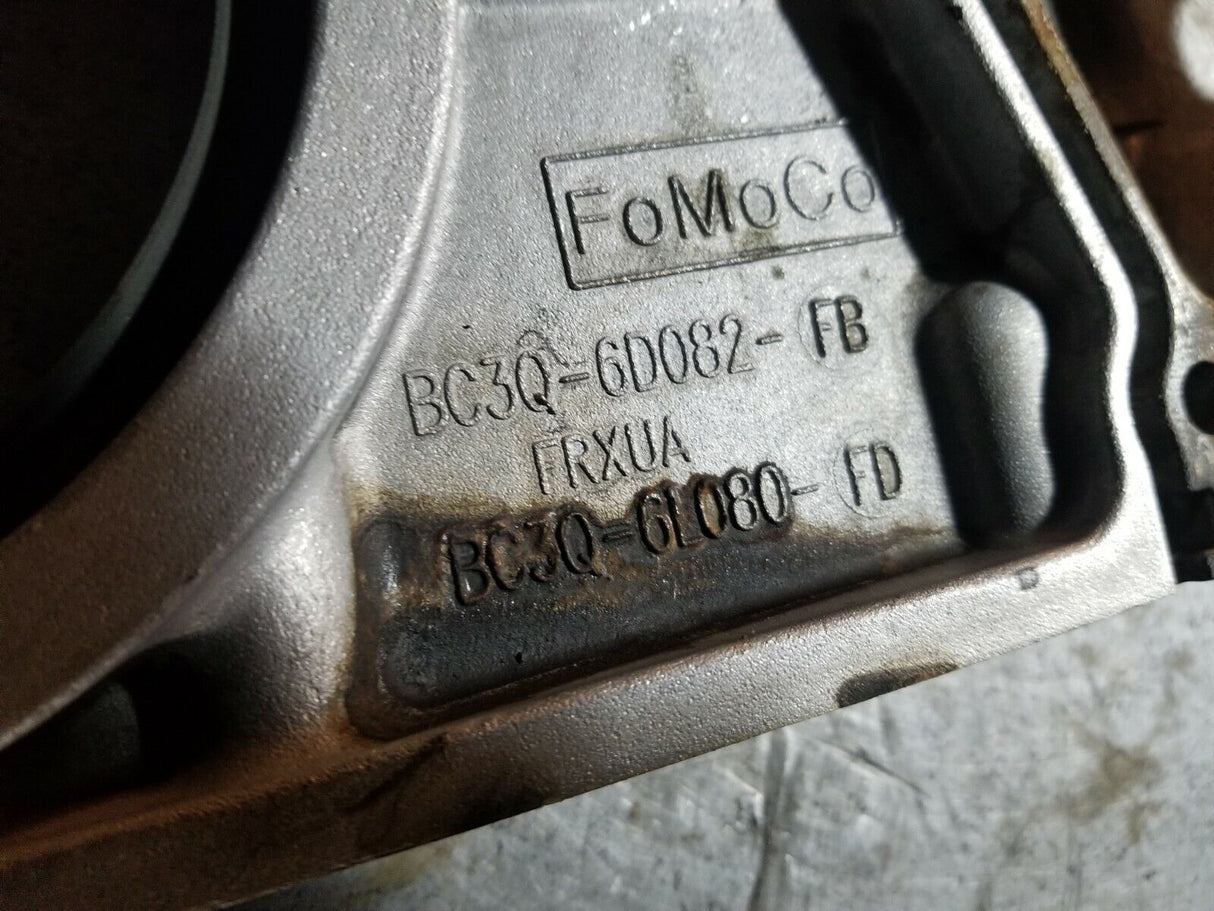 FoMoCo
BC3Q-6D082-FB
FRXUA
BC3Q-6L080-FD